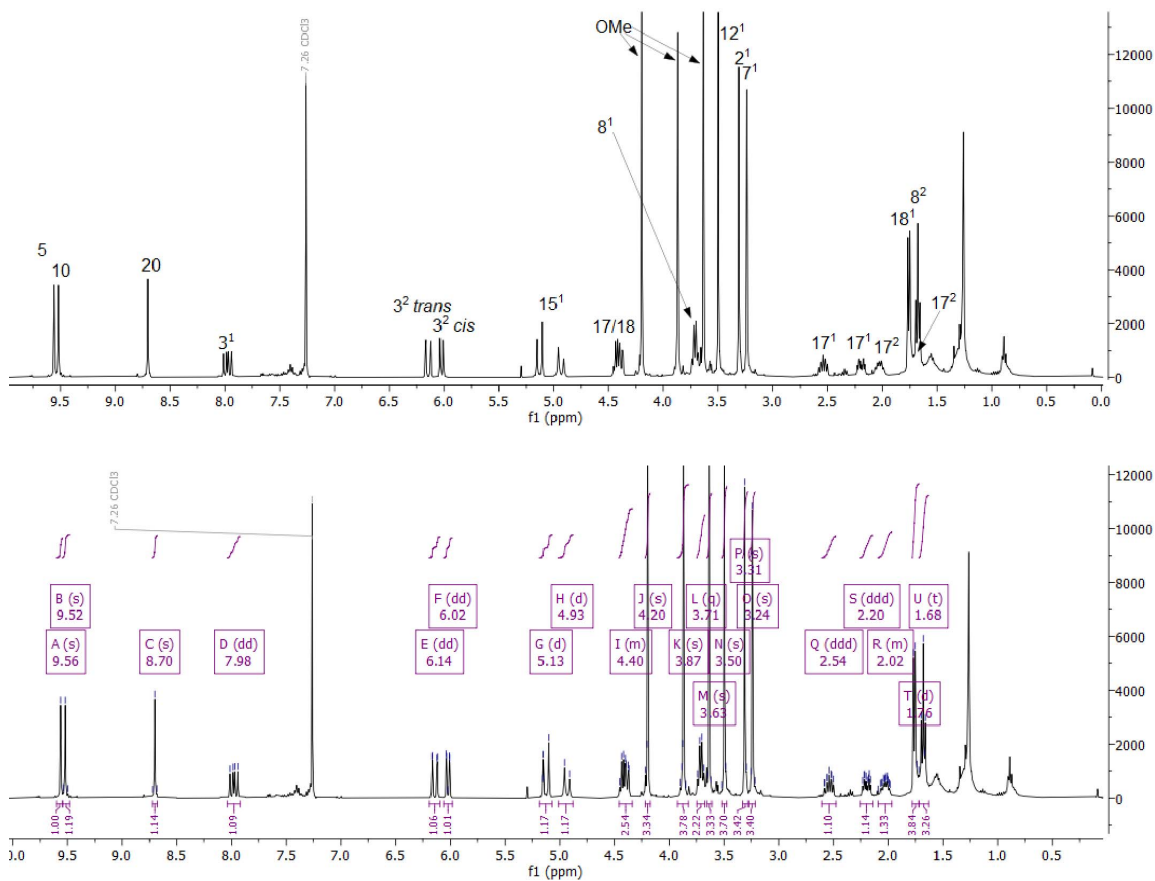 7.26 CDCl3
OMe
12¹
2¹
7¹
8¹
5
10
20
3¹
3² trans
3² cis
15¹
17/18
17¹
17¹
17²
18¹
8²
17²
12000
10000
8000
6000
4000
2000
0
9.5 9.0 8.5 8.0 7.5 7.0 6.5 6.0 5.5 5.0 4.5 4.0 3.5 3.0 2.5 2.0 1.5 1.0 0.5 0.0
f1 (ppm)
7.26 CDCl3
P (s)
3.31
B (s)
9.52
F (dd)
6.02
H (d)
4.93
J (s)
4.20
L (q)
3.71
O (s)
3.24
S (ddd)
2.20
U (t)
1.68
A (s)
9.56
C (s)
8.70
D (dd)
7.98
E (dd)
6.14
G (d)
5.13
I (m)
4.40
K (s)
3.87
N (s)
3.50
Q (ddd)
2.54
R (m)
2.02
M (s)
3.63
T (d)
1.76
12000
10000
8000
6000
4000
2000
0
1.00 1.19 1.14 1.09 1.06 1.01 1.17 1.17 2.54 3.34 3.78 2.22 3.33 3.70 3.42 3.40 1.10 1.14 1.33 3.84 3.26
0.0 9.5 9.0 8.5 8.0 7.5 7.0 6.5 6.0 5.5 5.0 4.5 4.0 3.5 3.0 2.5 2.0 1.5 1.0 0.5
f1 (ppm)